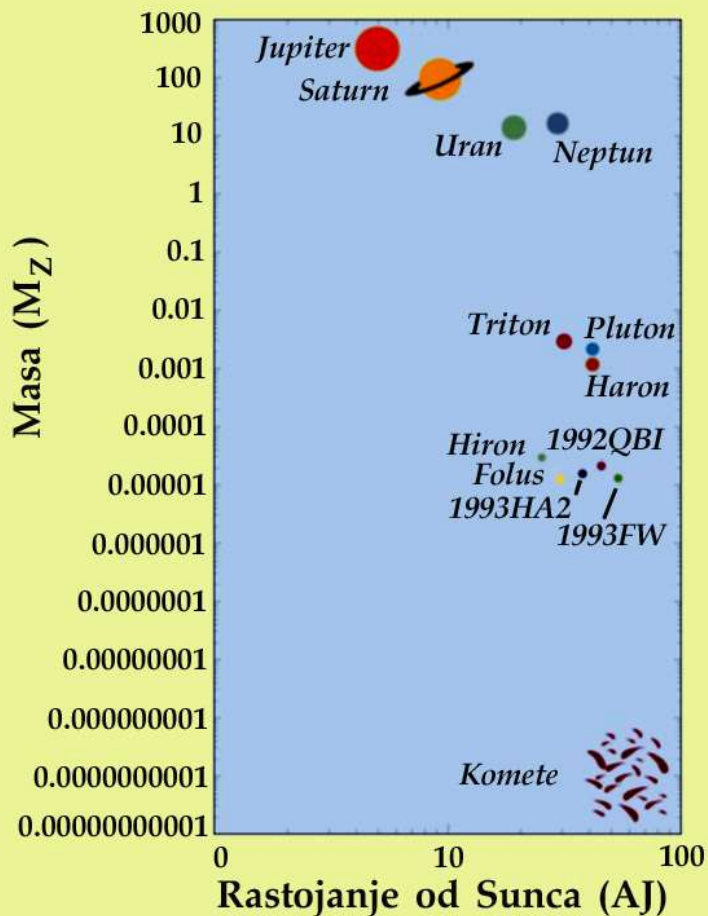 1000
Jupiter
100
Saturn
10
Uran
Neptun
1
0.1
0.01
Triton
Pluton
0.001
Haron
0.0001
Hiron
1992QBI
Folus
0.00001
1993HA2
1993FW
0.000001
0.0000001
0.00000001
0.000000001
Komete
0.0000000001
0.00000000001
0
10
100
Masa (MZ)
Rastojanje od Sunca (AJ)